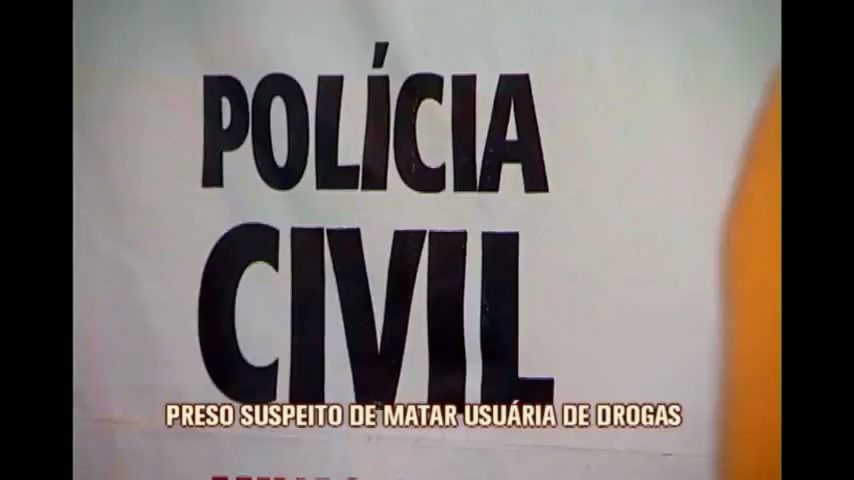 POLÍCIA
CIVIL
PRESO SUSPEITO DE MATAR USUÁRIA DE DROGAS